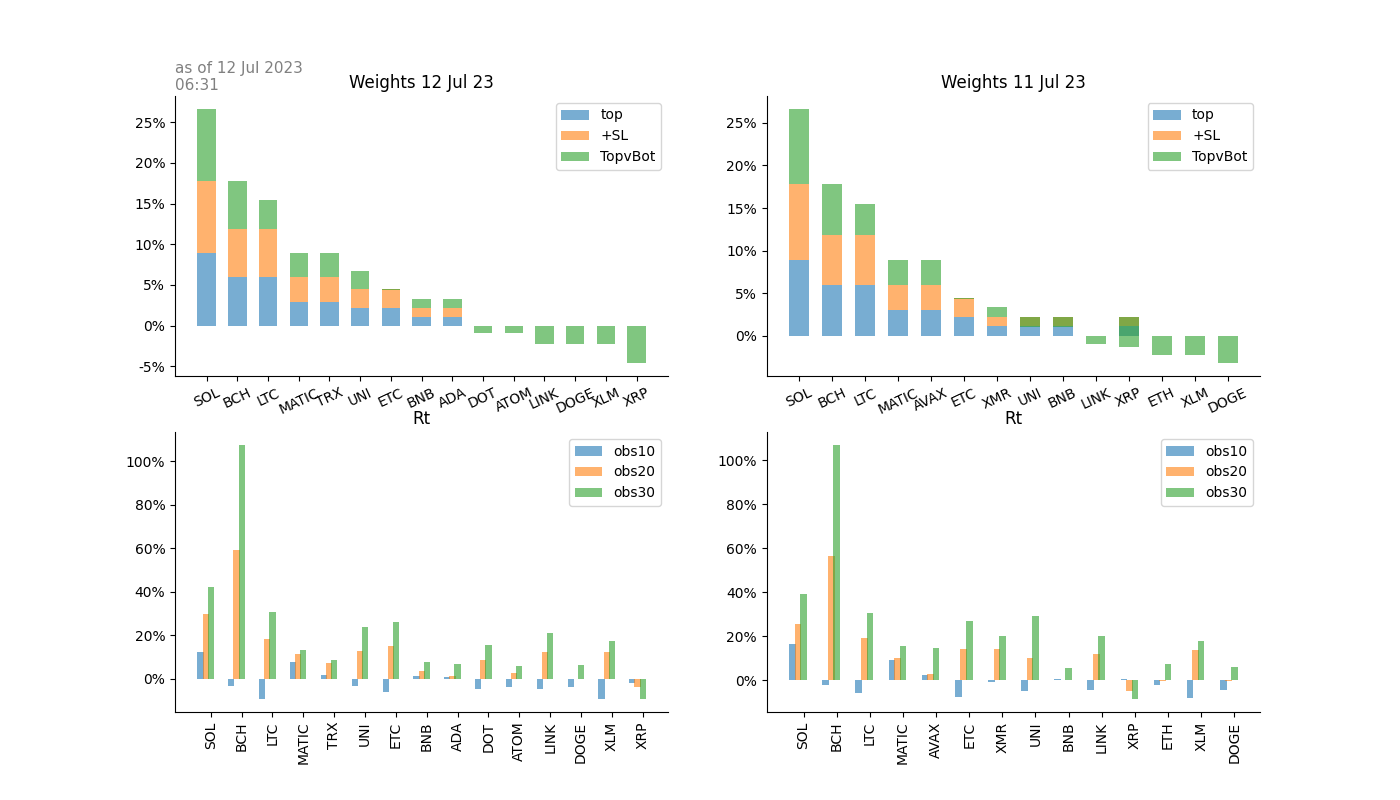 as of 12 Jul 2023
06:31
Weights 12 Jul 23
25%
20%
15%
10%
5%
0%
-5%
top
+SL
TopvBot
SOL BCH LTC MATIC TRX UNI ETC BNB ADA DOT ATOM LINK DOGE XLM XRP
Weights 11 Jul 23
25%
20%
15%
10%
5%
0%
top
+SL
TopvBot
SOL BCH LTC MATIC AVAX ETC XMR UNI BNB LINK XRP ETH XLM DOGE
Rt
100%
80%
60%
40%
20%
0%
obs10
obs20
obs30
SOL BCH LTC MATIC TRX UNI ETC BNB ADA DOT ATOM LINK DOGE XLM XRP
Rt
100%
80%
60%
40%
20%
0%
obs10
obs20
obs30
SOL BCH LTC MATIC AVAX ETC XMR UNI BNB LINK XRP ETH XLM DOGE